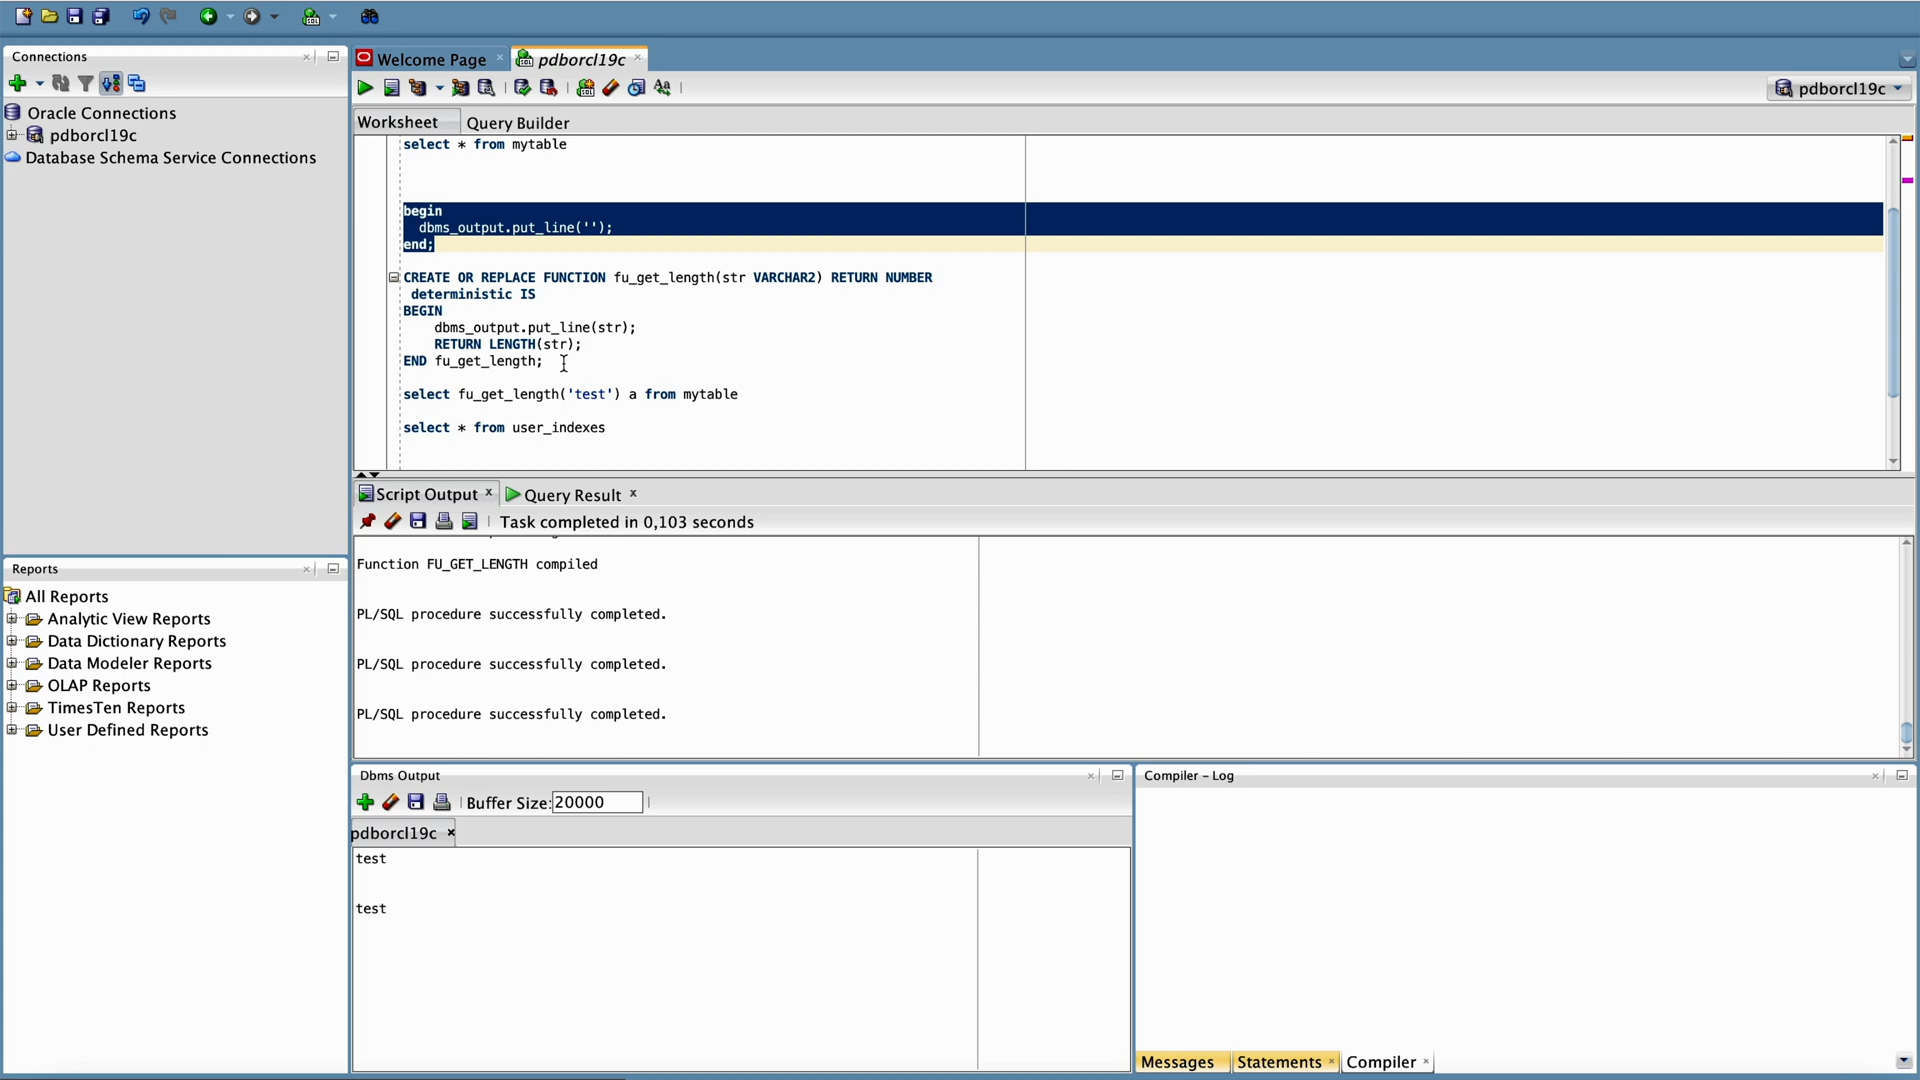 Connections
Oracle Connections
pdborcl19c
Database Schema Service Connections
Reports
All Reports
Analytic View Reports
Data Dictionary Reports
Data Modeler Reports
OLAP Reports
TimesTen Reports
User Defined Reports
Welcome Page
pdborcl19c
pdborcl19c
Worksheet
Query Builder
select * from mytable
begin
dbms_output.put_line('');
end;
CREATE OR REPLACE FUNCTION fu_get_length(str VARCHAR2) RETURN NUMBER
deterministic IS
BEGIN
dbms_output.put_line(str);
RETURN LENGTH(str);
END fu_get_length;
select fu_get_length('test') a from mytable
select * from user_indexes
Script Output
Query Result
Task completed in 0,103 seconds
Function FU_GET_LENGTH compiled
PL/SQL procedure successfully completed.
PL/SQL procedure successfully completed.
PL/SQL procedure successfully completed.
Dbms Output
Buffer Size: 20000
pdborcl19c
test
test
Compiler - Log
Messages
Statements
Compiler